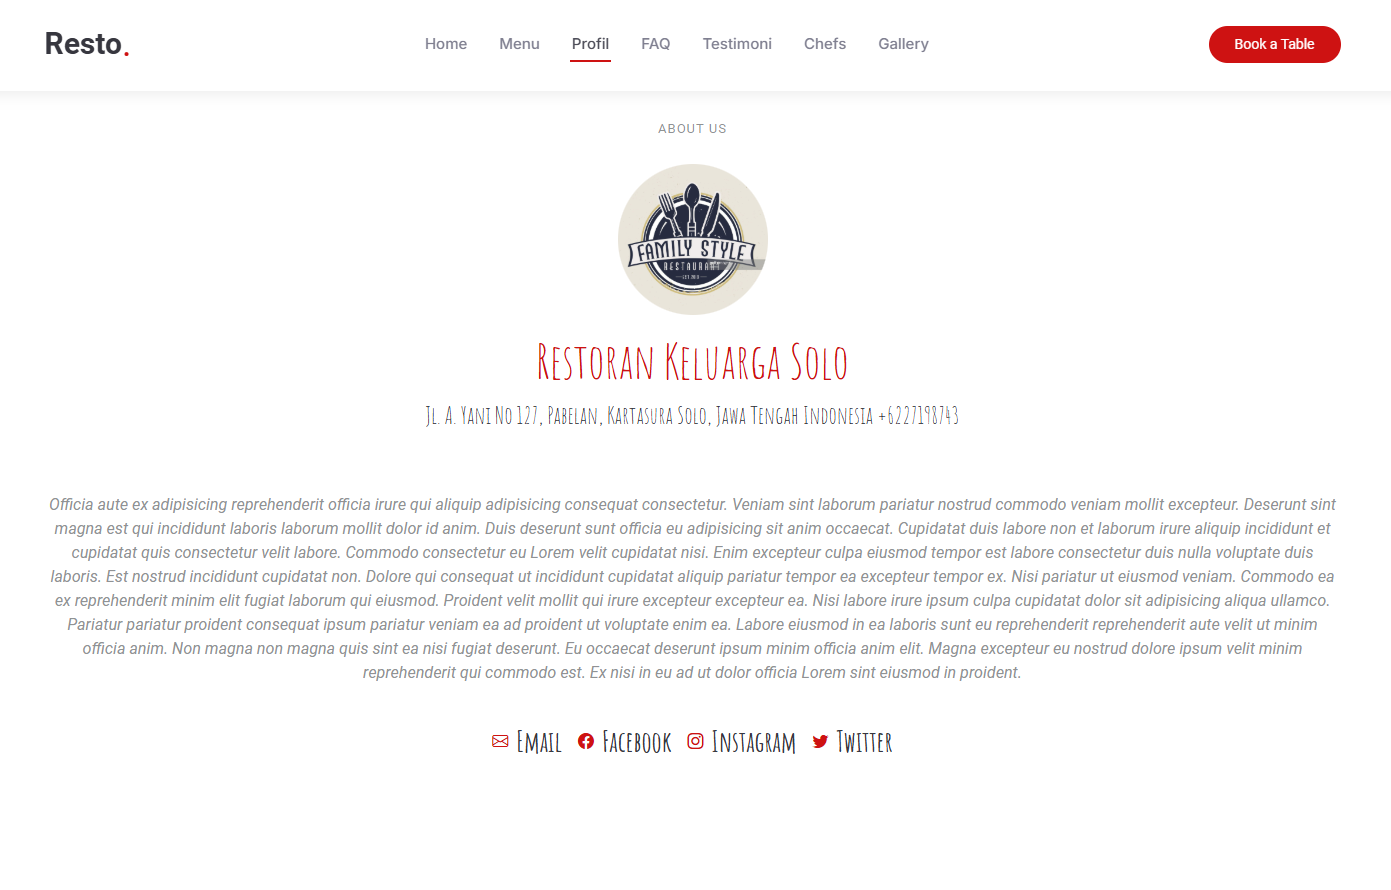 Resto.
Home Menu Profil FAQ Testimoni Chefs Gallery
Book a Table
ABOUT US
FAMILY STYLE
RESTAURANT
Restoran Keluarga Solo
Jl. A. Yani No 127, Pabelan, Kartasura Solo, Jawa Tengah Indonesia +6227198743
Officia aute ex adipisicing reprehenderit officia irure qui aliquip adipisicing consequat consectetur. Veniam sint laborum pariatur nostrud commodo veniam mollit excepteur. Deserunt sint
magna est qui incididunt laboris laborum mollit dolor id anim. Duis deserunt sunt officia eu adipisicing sit anim occaecat. Cupidatat duis labore non et laborum irure aliquip incididunt et
cupidatat quis consectetur velit labore. Commodo consectetur eu Lorem velit cupidatat nisi. Enim excepteur culpa eiusmod tempor est labore consectetur duis nulla voluptate duis
laboris. Est nostrud incididunt cupidatat non. Dolore qui consequat ut incididunt cupidatat aliquip pariatur tempor ea excepteur tempor ex. Nisi pariatur ut eiusmod veniam. Commodo ea
ex reprehenderit minim elit fugiat laborum qui eiusmod. Proident velit mollit qui irure excepteur excepteur ea. Nisi labore irure ipsum culpa cupidatat dolor sit adipisicing aliqua ullamco.
Pariatur pariatur proident consequat ipsum pariatur veniam ea ad proident ut voluptate enim ea. Labore eiusmod in ea laboris sunt eu reprehenderit reprehenderit aute velit ut minim
officia anim. Non magna non magna quis sint ea nisi fugiat deserunt. Eu occaecat deserunt ipsum minim officia anim elit. Magna excepteur eu nostrud dolore ipsum velit minim
reprehenderit qui commodo est. Ex nisi in eu ad ut dolor officia Lorem sint eiusmod in proident.
Email Facebook Instagram Twitter